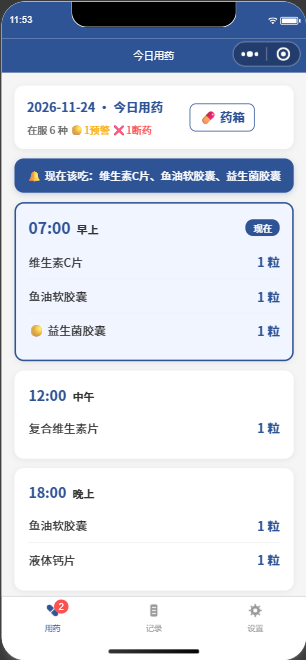 11:53
今日用药
2026-11-24 · 今日用药
在服 6 种 🟡 1预警 ❌ 1断药
💊 药箱
🔔 现在该吃：维生素C片、鱼油软胶囊、益生菌胶囊
07:00 早上
现在
维生素C片
1 粒
鱼油软胶囊
1 粒
🟡 益生菌胶囊
1 粒
12:00 中午
复合维生素片
1 粒
18:00 晚上
鱼油软胶囊
1 粒
液体钙片
1 粒
2
用药
记录
设置